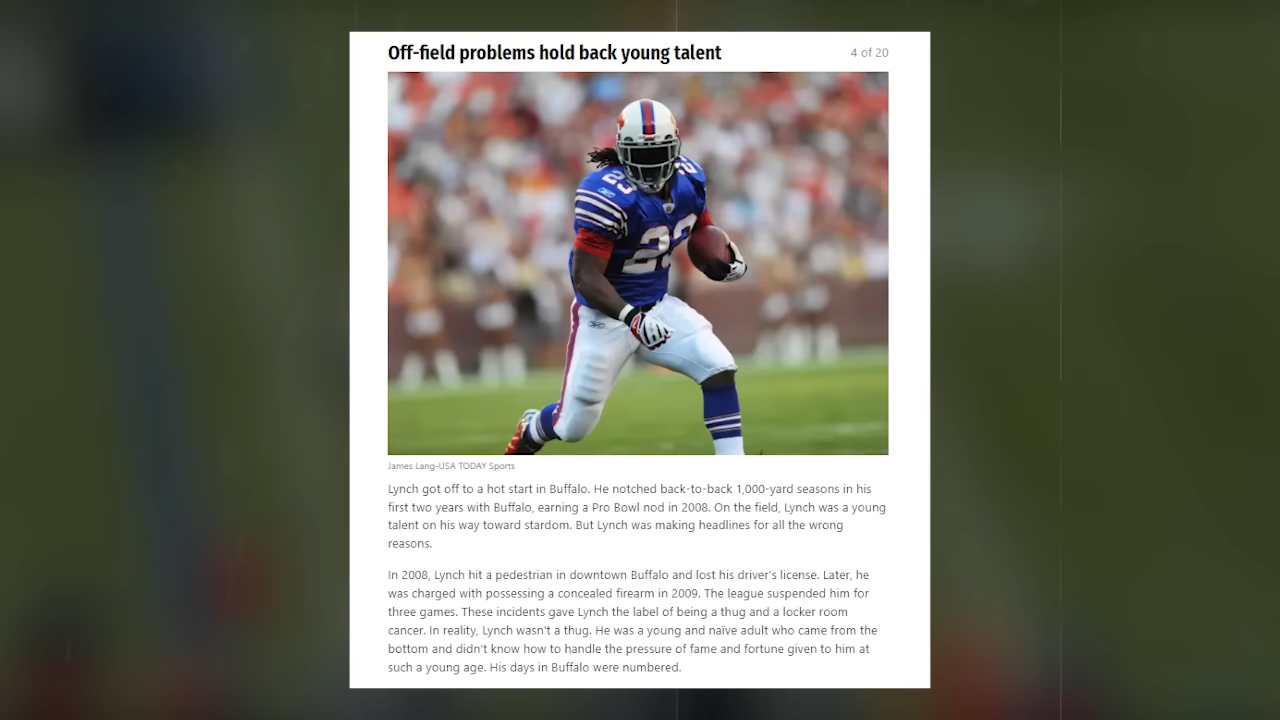 Off-field problems hold back young talent
4 of 20
23
23
James Lang-USA TODAY Sports
Lynch got off to a hot start in Buffalo. He notched back-to-back 1,000-yard seasons in his
first two years with Buffalo, earning a Pro Bowl nod in 2008. On the field, Lynch was a young
talent on his way toward stardom. But Lynch was making headlines for all the wrong
reasons.
In 2008, Lynch hit a pedestrian in downtown Buffalo and lost his driver's license. Later, he
was charged with possessing a concealed firearm in 2009. The league suspended him for
three games. These incidents gave Lynch the label of being a thug and a locker room
cancer. In reality, Lynch wasn't a thug. He was a young and naïve adult who came from the
bottom and didn't know how to handle the pressure of fame and fortune given to him at
such a young age. His days in Buffalo were numbered.